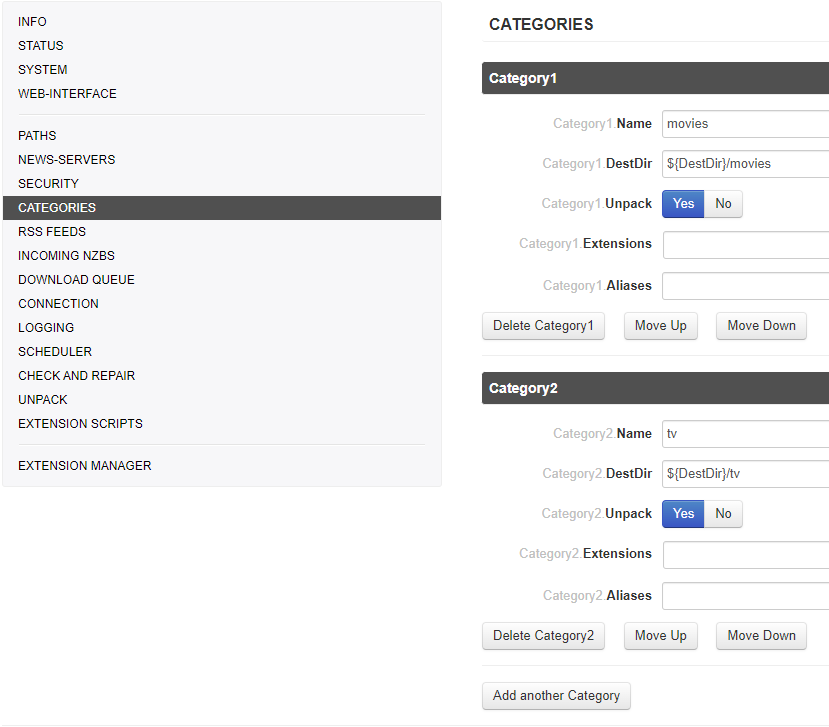 INFO
STATUS
SYSTEM
WEB-INTERFACE
PATHS
NEWS-SERVERS
SECURITY
CATEGORIES
RSS FEEDS
INCOMING NZBS
DOWNLOAD QUEUE
CONNECTION
LOGGING
SCHEDULER
CHECK AND REPAIR
UNPACK
EXTENSION SCRIPTS
EXTENSION MANAGER
CATEGORIES
Category1
Category1.Name movies
Category1.DestDir ${DestDir}/movies
Category1.Unpack Yes No
Category1.Extensions
Category1.Aliases
Delete Category1 Move Up Move Down
Category2
Category2.Name tv
Category2.DestDir ${DestDir}/tv
Category2.Unpack Yes No
Category2.Extensions
Category2.Aliases
Delete Category2 Move Up Move Down
Add another Category